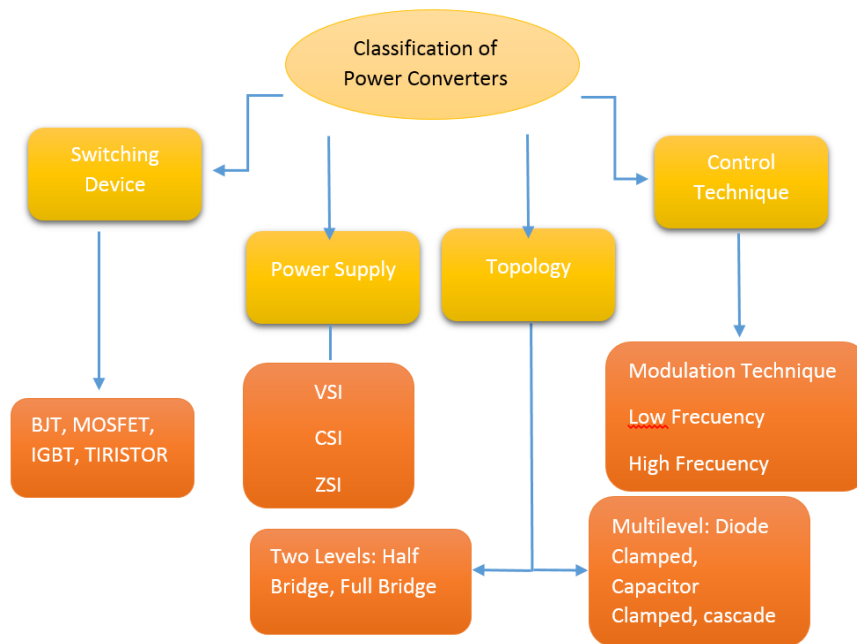 Classification of
Power Converters
Switching
Device
Control
Technique
Power Supply
Topology
BJT, MOSFET,
IGBT, TIRISTOR
VSI
CSI
ZSI
Modulation Technique
Low Frecuency
High Frecuency
Two Levels: Half
Bridge, Full Bridge
Multilevel: Diode
Clamped,
Capacitor
Clamped, cascade